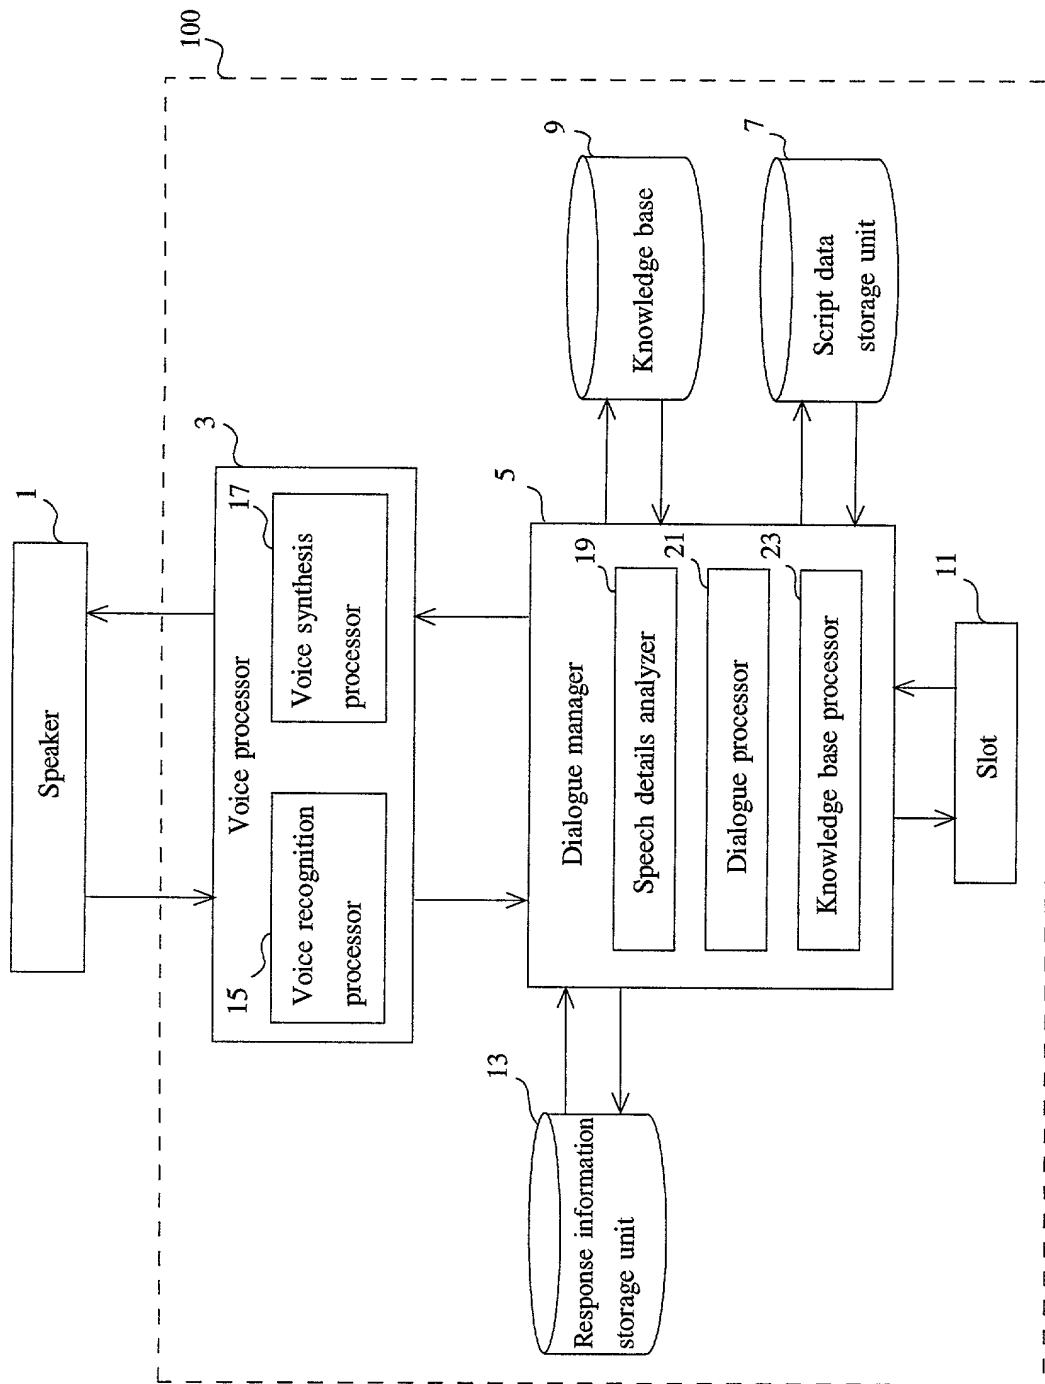 100
1
Speaker
3
Voice processor
15
Voice recognition
processor
17
Voice synthesis
processor
5
Dialogue manager
19
Speech details analyzer
21
Dialogue processor
23
Knowledge base processor
9
Knowledge base
7
Script data
storage unit
13
Response information
storage unit
11
Slot